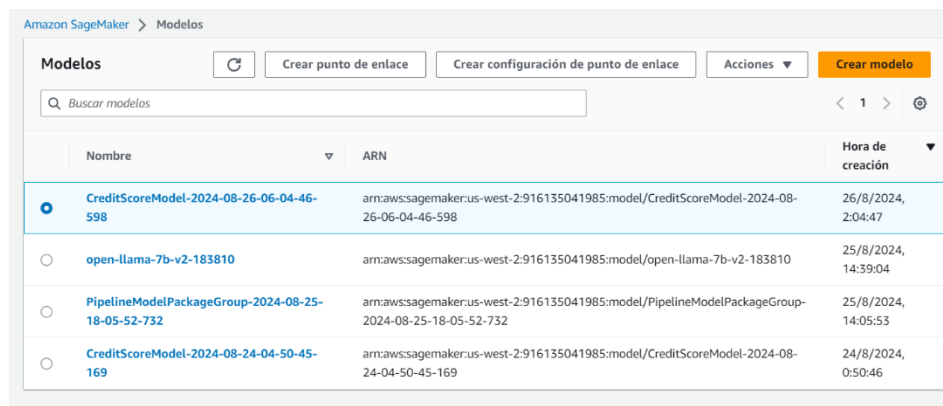 Amazon SageMaker > Modelos
Modelos
Crear punto de enlace
Crear configuración de punto de enlace
Acciones ▼
Crear modelo
Buscar modelos
< 1 >
Nombre
ARN
Hora de
creación
CreditScoreModel-2024-08-26-06-04-46-
598
arn:aws:sagemaker:us-west-2:916135041985:model/CreditScoreModel-2024-08-
26-06-04-46-598
26/8/2024,
2:04:47
open-llama-7b-v2-183810
arn:aws:sagemaker:us-west-2:916135041985:model/open-llama-7b-v2-183810
25/8/2024,
14:39:04
PipelineModelPackageGroup-2024-08-25-
18-05-52-732
arn:aws:sagemaker:us-west-2:916135041985:model/PipelineModelPackageGroup-
2024-08-25-18-05-52-732
25/8/2024,
14:05:53
CreditScoreModel-2024-08-24-04-50-45-
169
arn:aws:sagemaker:us-west-2:916135041985:model/CreditScoreModel-2024-08-
24-04-50-45-169
24/8/2024,
0:50:46